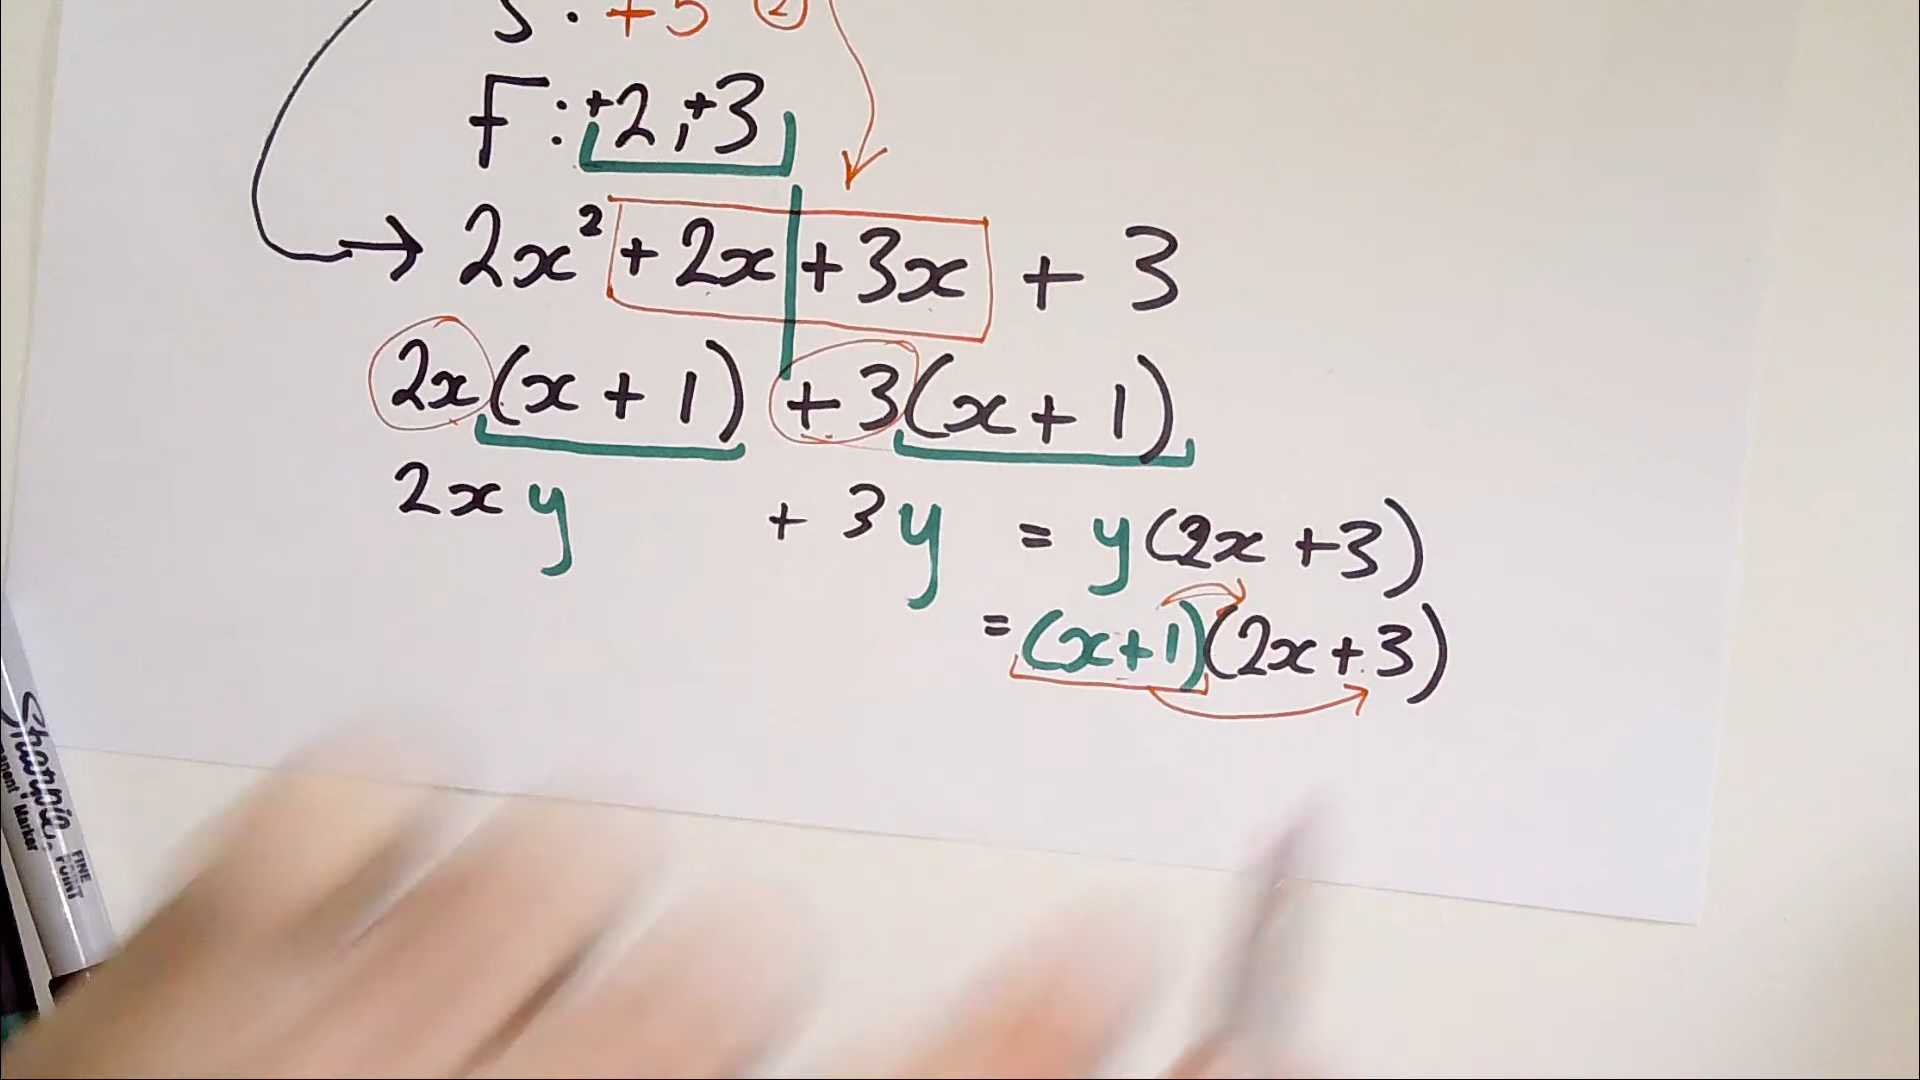 S: +5 ②
F: +2, +3
2x² +2x +3x + 3
2x(x + 1) +3(x + 1)
2xy + 3y = y(2x +3)
= (x+1)(2x+3)
Sharpie
FINE
POINT
Marker